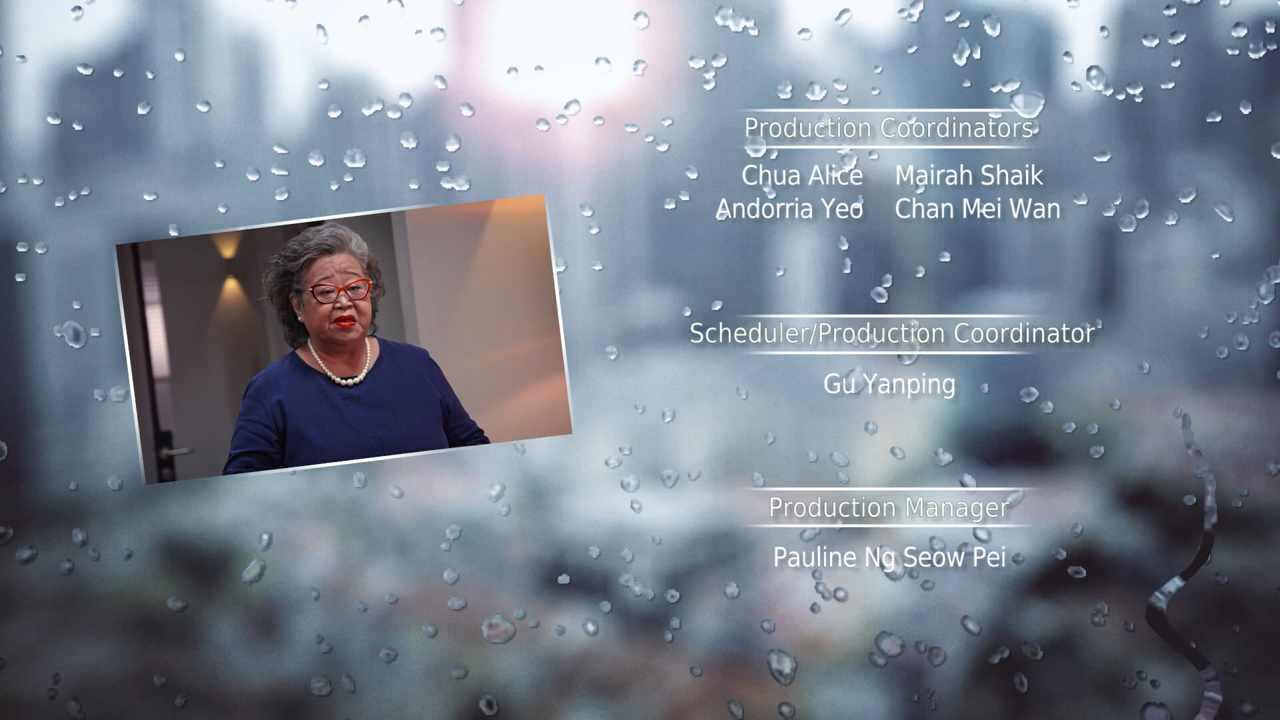 Production Coordinators
Chua Alice Mairah Shaik
Andorria Yeo Chan Mei Wan
Scheduler/Production Coordinator
Gu Yanping
Production Manager
Pauline Ng Seow Pei